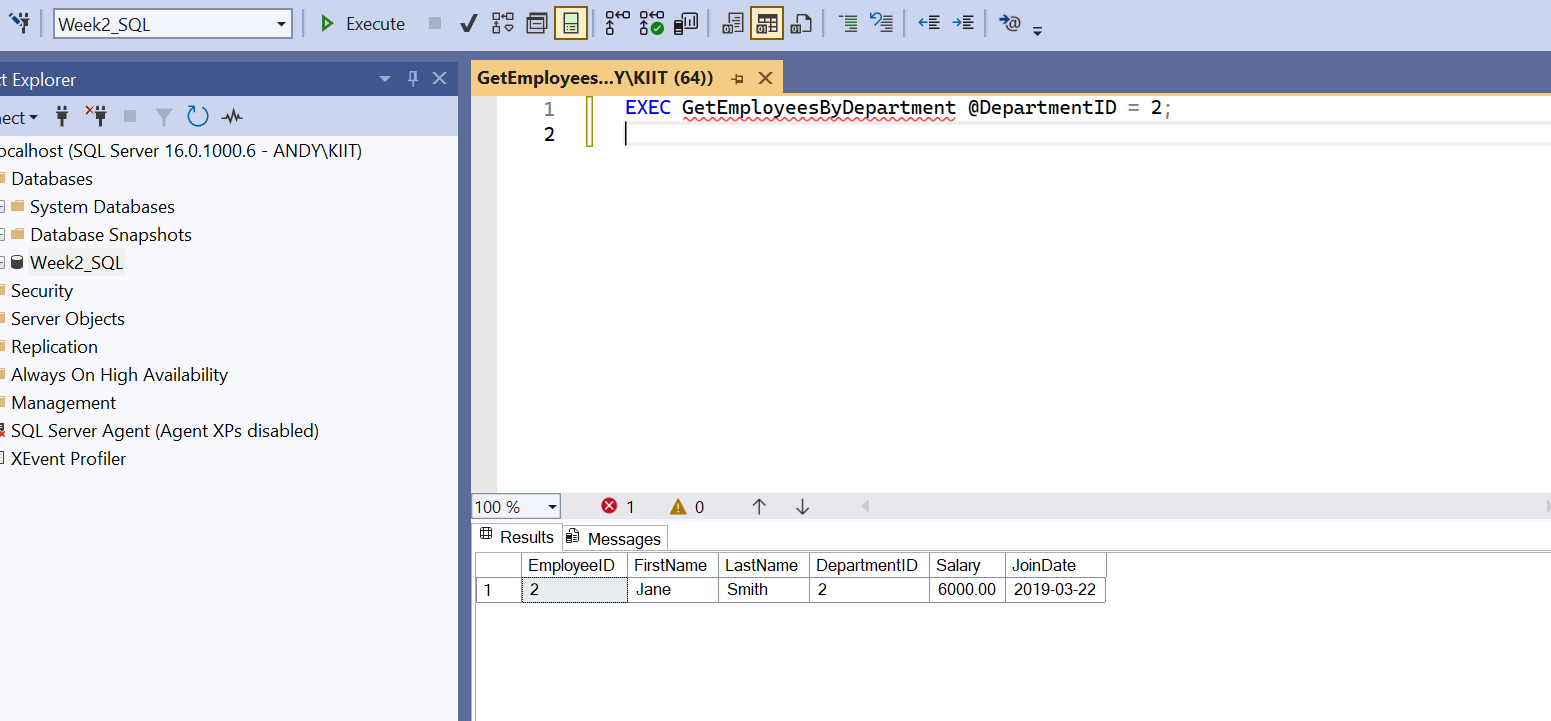 Week2_SQL
Execute
ct Explorer
nect
ocalhost (SQL Server 16.0.1000.6 - ANDY\KIIT)
Databases
System Databases
Database Snapshots
Week2_SQL
Security
Server Objects
Replication
Always On High Availability
Management
SQL Server Agent (Agent XPs disabled)
XEvent Profiler
GetEmployees...Y\KIIT (64))
1 EXEC GetEmployeesByDepartment @DepartmentID = 2;
2
100 % 1 0
Results Messages
EmployeeID FirstName LastName DepartmentID Salary JoinDate
1 2 Jane Smith 2 6000.00 2019-03-22